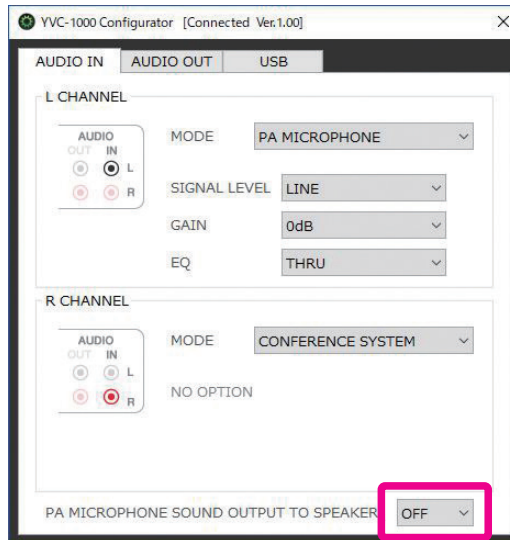 YVC-1000 Configurator [Connected Ver.1.00]
AUDIO IN AUDIO OUT USB
L CHANNEL
AUDIO
OUT IN
L
R
MODE PA MICROPHONE
SIGNAL LEVEL LINE
GAIN 0dB
EQ THRU
R CHANNEL
AUDIO
OUT IN
L
R
MODE CONFERENCE SYSTEM
NO OPTION
PA MICROPHONE SOUND OUTPUT TO SPEAKER OFF